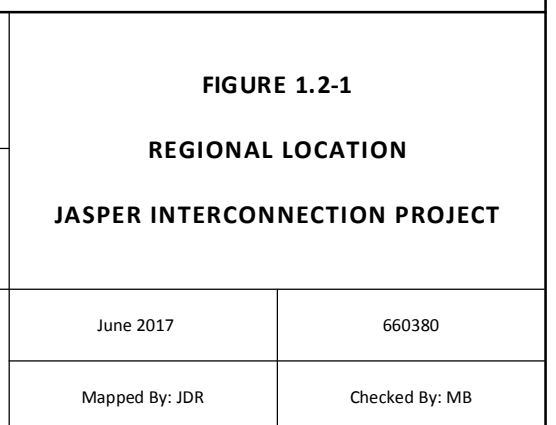 FIGURE 1.2-1
REGIONAL LOCATION
JASPER INTERCONNECTION PROJECT
June 2017
660380
Mapped By: JDR
Checked By: MB